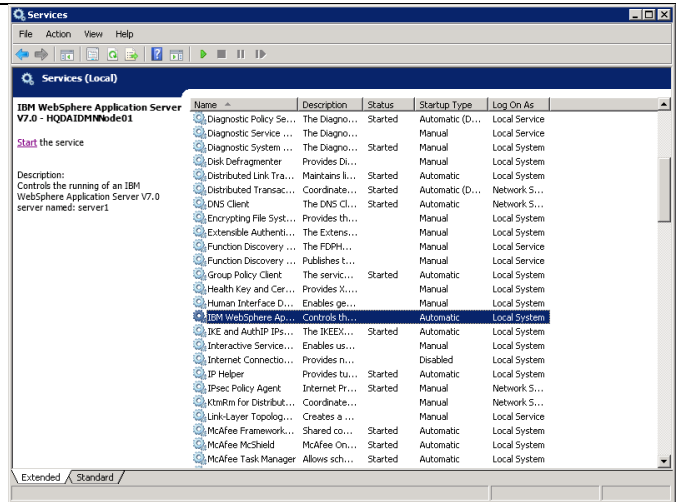 Services
File Action View Help
Services (Local)
IBM WebSphere Application Server
V7.0 - HQDAIDMNNode01
Start the service
Description:
Controls the running of an IBM
WebSphere Application Server V7.0
server named: server1
Name Description Status Startup Type Log On As
Diagnostic Policy Se... The Diagno... Started Automatic (D... Local Service
Diagnostic Service ... The Diagno... Manual Local Service
Diagnostic System ... The Diagno... Started Manual Local System
Disk Defragmenter Provides Di... Manual Local System
Distributed Link Tra... Maintains li... Started Automatic Local System
Distributed Transac... Coordinate... Started Automatic (D... Network S...
DNS Client The DNS Cl... Started Automatic Network S...
Encrypting File Syst... Provides th... Manual Local System
Extensible Authenti... The Extens... Manual Local System
Function Discovery ... The FDPH... Manual Local Service
Function Discovery ... Publishes t... Manual Local Service
Group Policy Client The servic... Started Automatic Local System
Health Key and Cer... Provides X.... Manual Local System
Human Interface D... Enables ge... Manual Local System
IBM WebSphere Ap... Controls th... Automatic Local System
IKE and AuthIP IPs... The IKEEX... Started Automatic Local System
Interactive Service... Enables us... Manual Local System
Internet Connectio... Provides n... Disabled Local System
IP Helper Provides tu... Started Automatic Local System
IPsec Policy Agent Internet Pr... Started Manual Network S...
KtmRm for Distribut... Coordinate... Manual Network S...
Link-Layer Topolog... Creates a ... Manual Local Service
McAfee Framework... Shared co... Started Automatic Local System
McAfee McShield McAfee On... Started Automatic Local System
McAfee Task Manager Allows sch... Started Automatic Local System
Extended Standard